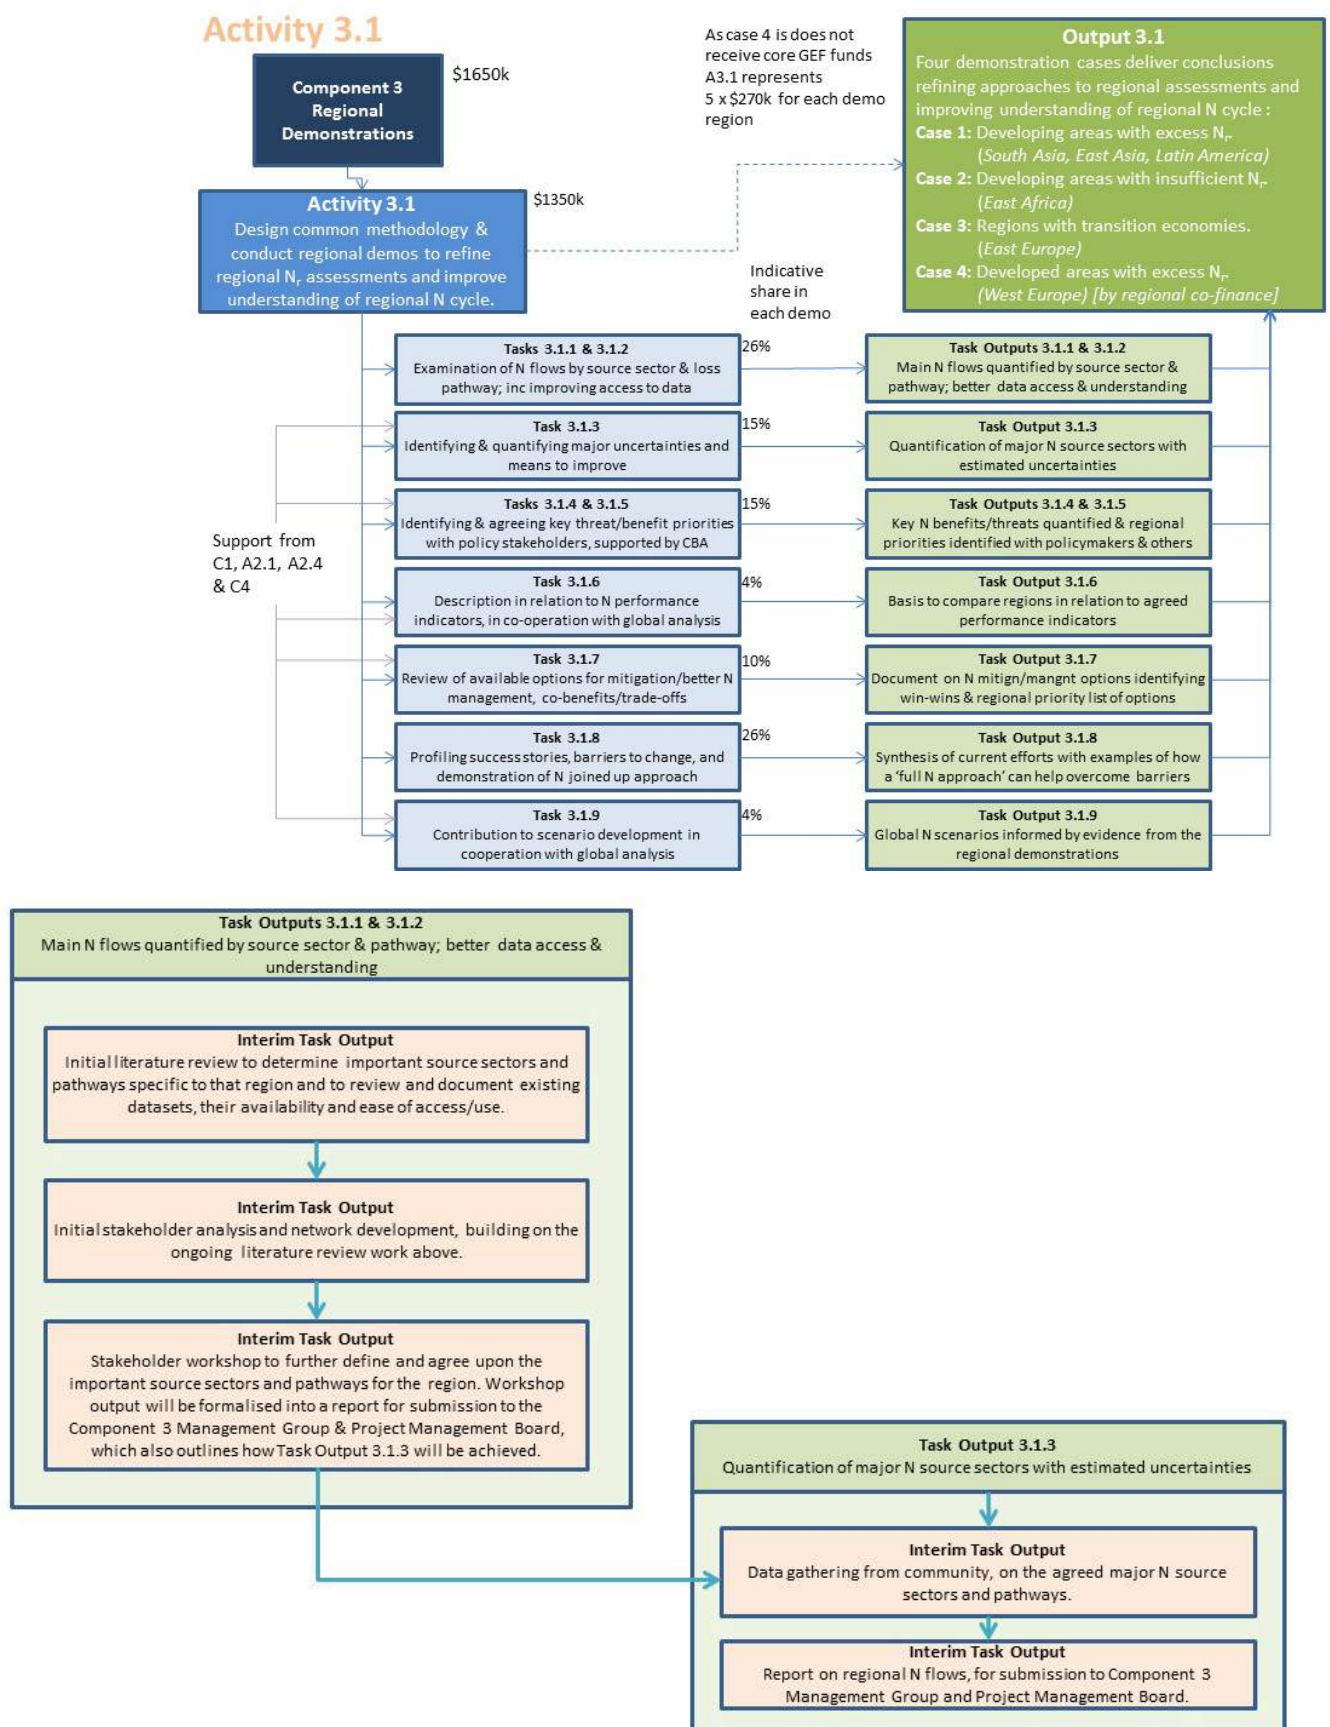 Activity 3.1
Component 3
Regional
Demonstrations
$1650k
As case 4 is does not
receive core GEF funds
A3.1 represents
5 x $270k for each demo
region
Output 3.1
Four demonstration cases deliver conclusions
refining approaches to regional assessments and
improving understanding of regional N cycle :
Case 1: Developing areas with excess Nr.
(South Asia, East Asia, Latin America)
Case 2: Developing areas with insufficient Nr.
(East Africa)
Case 3: Regions with transition economies.
(East Europe)
Case 4: Developed areas with excess Nr.
(West Europe) [by regional co-finance]
Activity 3.1
Design common methodology &
conduct regional demos to refine
regional Nr assessments and improve
understanding of regional N cycle.
$1350k
Indicative
share in
each demo
Tasks 3.1.1 & 3.1.2
Examination of N flows by source sector & loss
pathway; inc improving access to data
26%
Task Outputs 3.1.1 & 3.1.2
Main N flows quantified by source sector &
pathway; better data access & understanding
Task 3.1.3
Identifying & quantifying major uncertainties and
means to improve
15%
Task Output 3.1.3
Quantification of major N source sectors with
estimated uncertainties
Tasks 3.1.4 & 3.1.5
Identifying & agreeing key threat/benefit priorities
with policy stakeholders, supported by CBA
15%
Task Outputs 3.1.4 & 3.1.5
Key N benefits/threats quantified & regional
priorities identified with policymakers & others
Support from
C1, A2.1, A2.4
& C4
Task 3.1.6
Description in relation to N performance
indicators, in co-operation with global analysis
4%
Task Output 3.1.6
Basis to compare regions in relation to agreed
performance indicators
Task 3.1.7
Review of available options for mitigation/better N
management, co-benefits/trade-offs
10%
Task Output 3.1.7
Document on N mitign/mangnt options identifying
win-wins & regional priority list of options
Task 3.1.8
Profiling success stories, barriers to change, and
demonstration of N joined up approach
26%
Task Output 3.1.8
Synthesis of current efforts with examples of how
a ‘full N approach’ can help overcome barriers
Task 3.1.9
Contribution to scenario development in
cooperation with global analysis
4%
Task Output 3.1.9
Global N scenarios informed by evidence from the
regional demonstrations
Task Outputs 3.1.1 & 3.1.2
Main N flows quantified by source sector & pathway; better data access &
understanding
Interim Task Output
Initial literature review to determine important source sectors and
pathways specific to that region and to review and document existing
datasets, their availability and ease of access/use.
Interim Task Output
Initial stakeholder analysis and network development, building on the
ongoing literature review work above.
Interim Task Output
Stakeholder workshop to further define and agree upon the
important source sectors and pathways for the region. Workshop
output will be formalised into a report for submission to the
Component 3 Management Group & Project Management Board,
which also outlines how Task Output 3.1.3 will be achieved.
Task Output 3.1.3
Quantification of major N source sectors with estimated uncertainties
Interim Task Output
Data gathering from community, on the agreed major N source
sectors and pathways.
Interim Task Output
Report on regional N flows, for submission to Component 3
Management Group and Project Management Board.